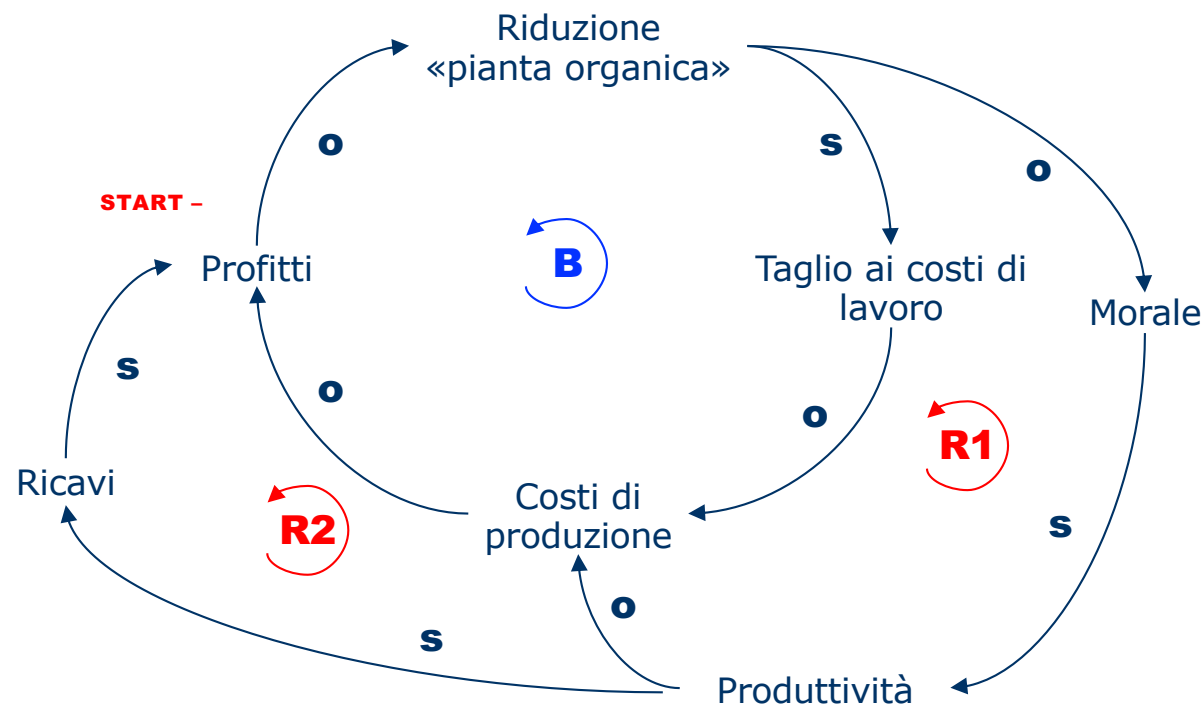 Riduzione
«pianta organica»
o
s
o
START –
B
Profitti
Taglio ai costi di
lavoro
Morale
s
o
o
R1
Ricavi
Costi di
produzione
R2
s
o
s
Produttività